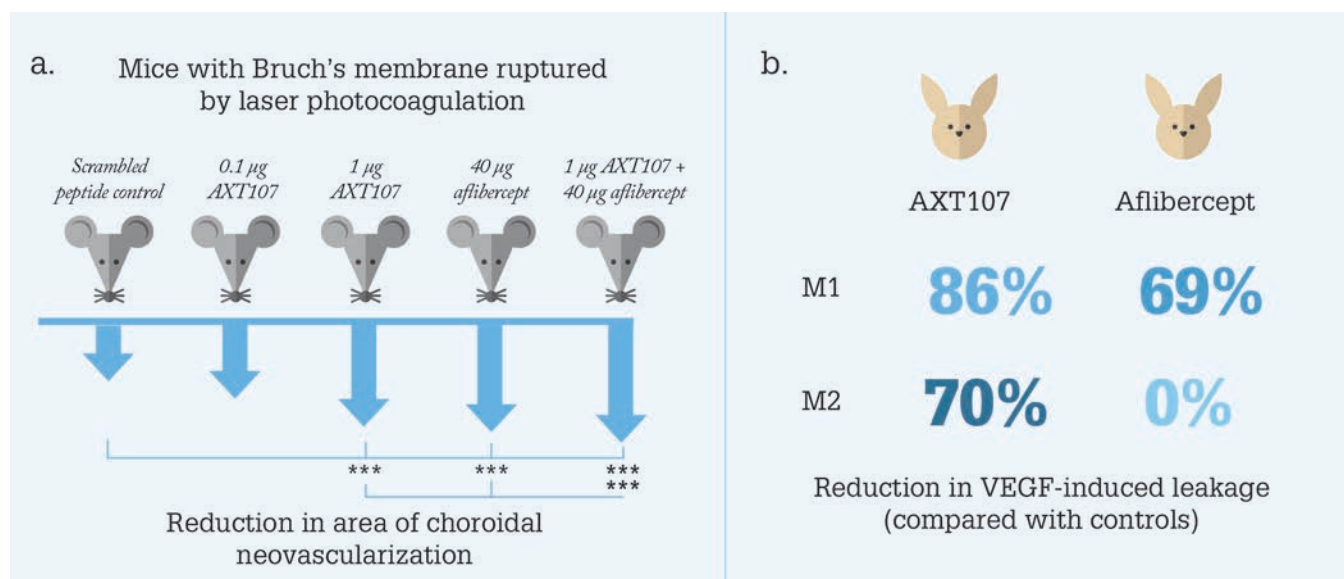 a.
Mice with Bruch's membrane ruptured
by laser photocoagulation
Scrambled
peptide control
0.1 µg
AXT107
1 µg
AXT107
40 µg
aflibercept
1 µg AXT107 +
40 µg aflibercept
***
***
***
***
Reduction in area of choroidal
neovascularization
b.
AXT107
Aflibercept
M1
86%
69%
M2
70%
0%
Reduction in VEGF-induced leakage
(compared with controls)